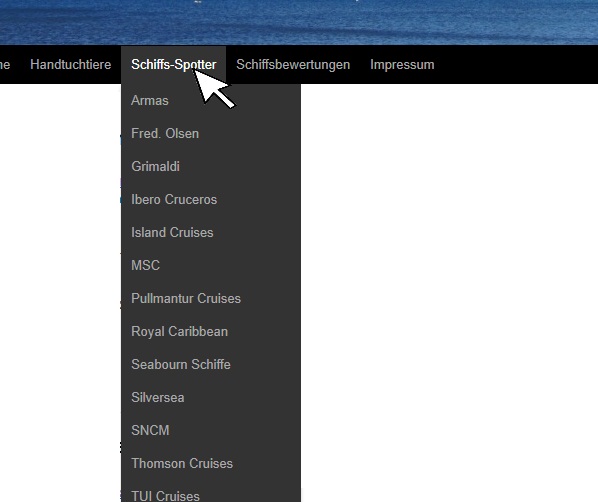 Handtuchtiere Schiffs-Spotter Schiffsbewertungen Impressum
Armas
Fred. Olsen
Grimaldi
Ibero Cruceros
Island Cruises
MSC
Pullmantur Cruises
Royal Caribbean
Seabourn Schiffe
Silversea
SNCM
Thomson Cruises
TUI Cruises